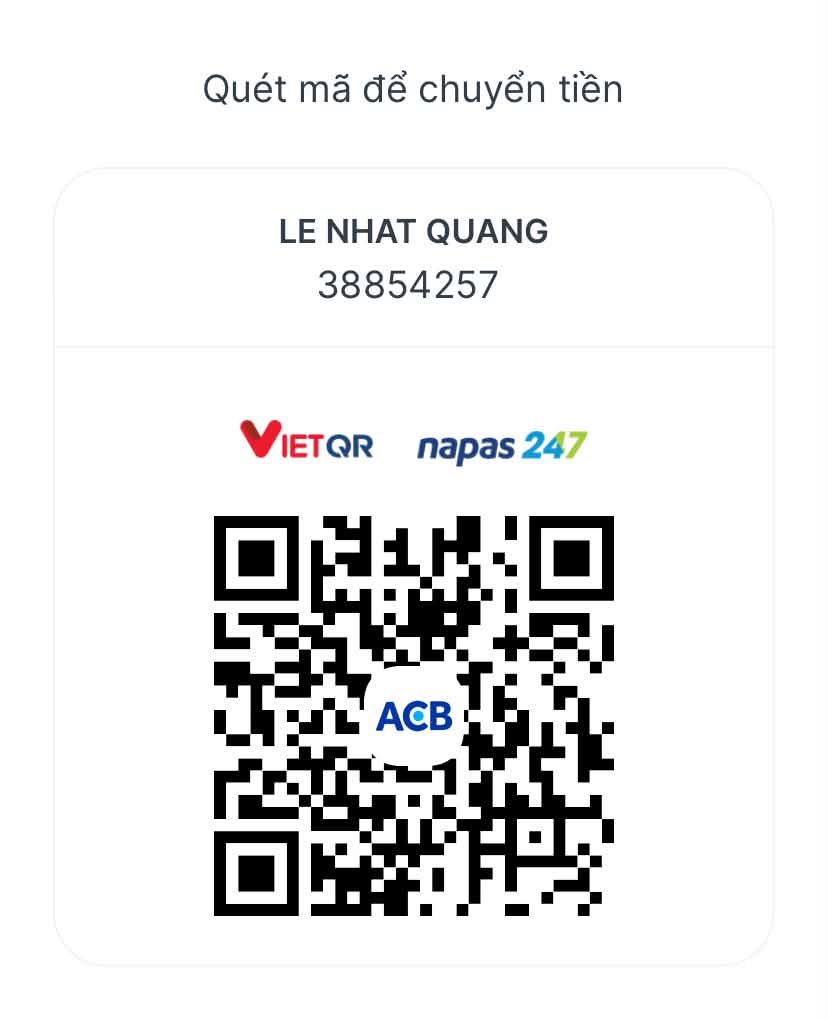 Quét mã để chuyển tiền
LE NHAT QUANG
38854257
VIETQR napas 247
ACB